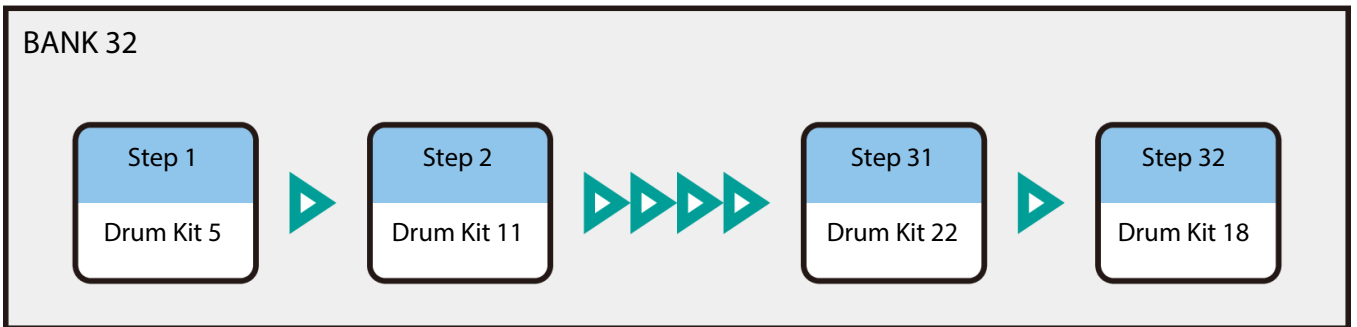 BANK 32
Step 1
Drum Kit 5
Step 2
Drum Kit 11
Step 31
Drum Kit 22
Step 32
Drum Kit 18